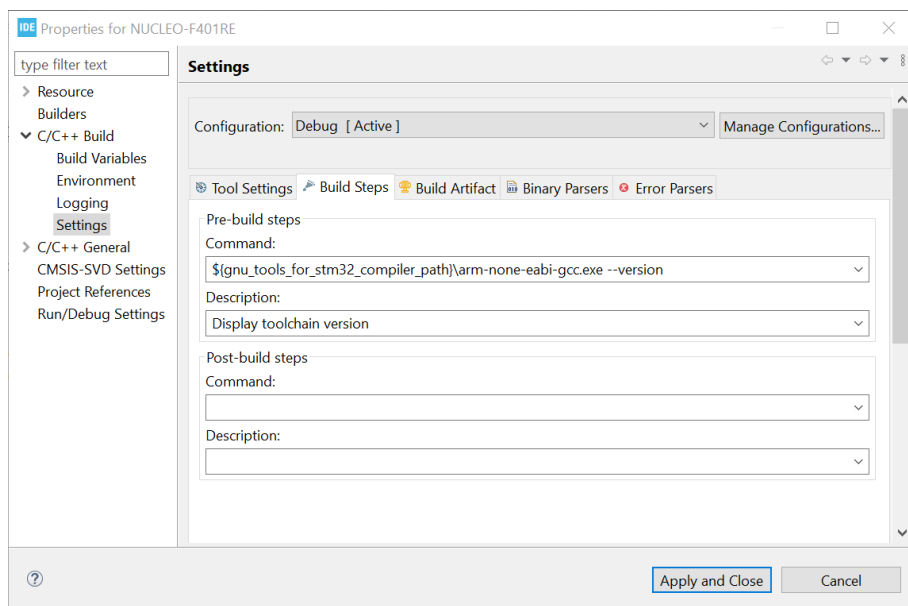 IDE Properties for NUCLEO-F401RE
type filter text
Settings
Resource
Builders
C/C++ Build
Build Variables
Environment
Logging
Settings
C/C++ General
CMSIS-SVD Settings
Project References
Run/Debug Settings
Configuration: Debug [ Active ] Manage Configurations...
Tool Settings Build Steps Build Artifact Binary Parsers Error Parsers
Pre-build steps
Command:
${gnu_tools_for_stm32_compiler_path}\arm-none-eabi-gcc.exe --version
Description:
Display toolchain version
Post-build steps
Command:
Description:
? Apply and Close Cancel